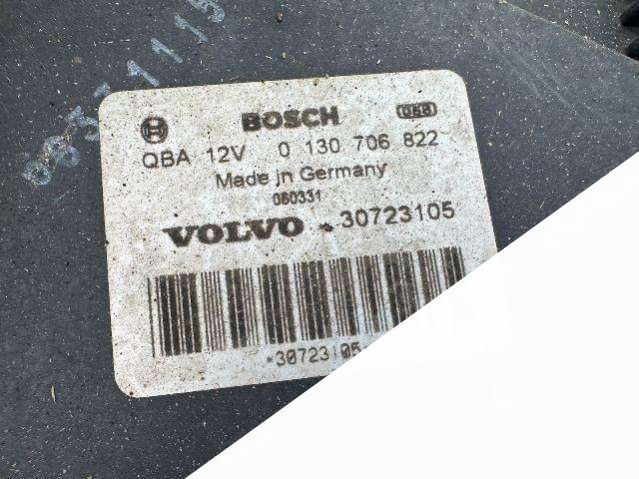 BOSCH
QBA 12V 0 130 706 822
Made in Germany
060331
VOLVO 30723105
*30723105